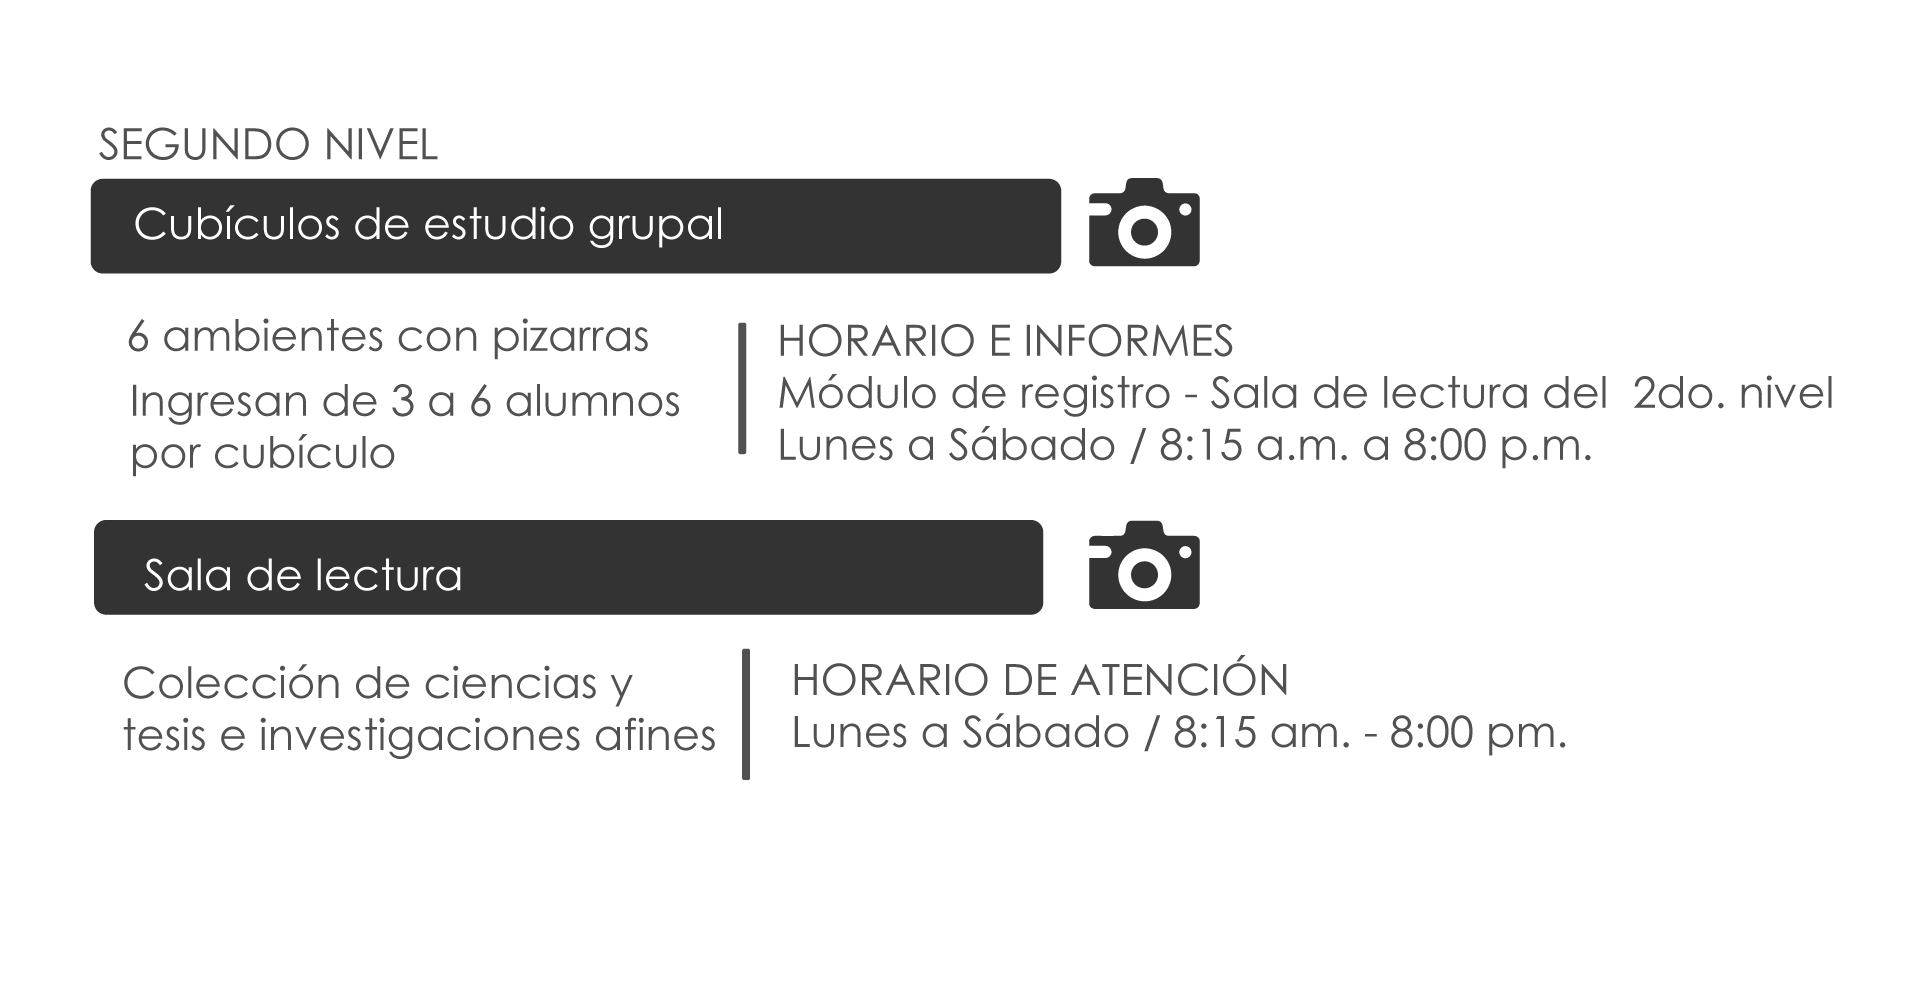 SEGUNDO NIVEL
Cubículos de estudio grupal
6 ambientes con pizarras
Ingresan de 3 a 6 alumnos
por cubículo
HORARIO E INFORMES
Módulo de registro - Sala de lectura del  2do. nivel
Lunes a Sábado / 8:15 a.m. a 8:00 p.m.
Sala de lectura
Colección de ciencias y
tesis e investigaciones afines
HORARIO DE ATENCIÓN
Lunes a Sábado / 8:15 am. - 8:00 pm.